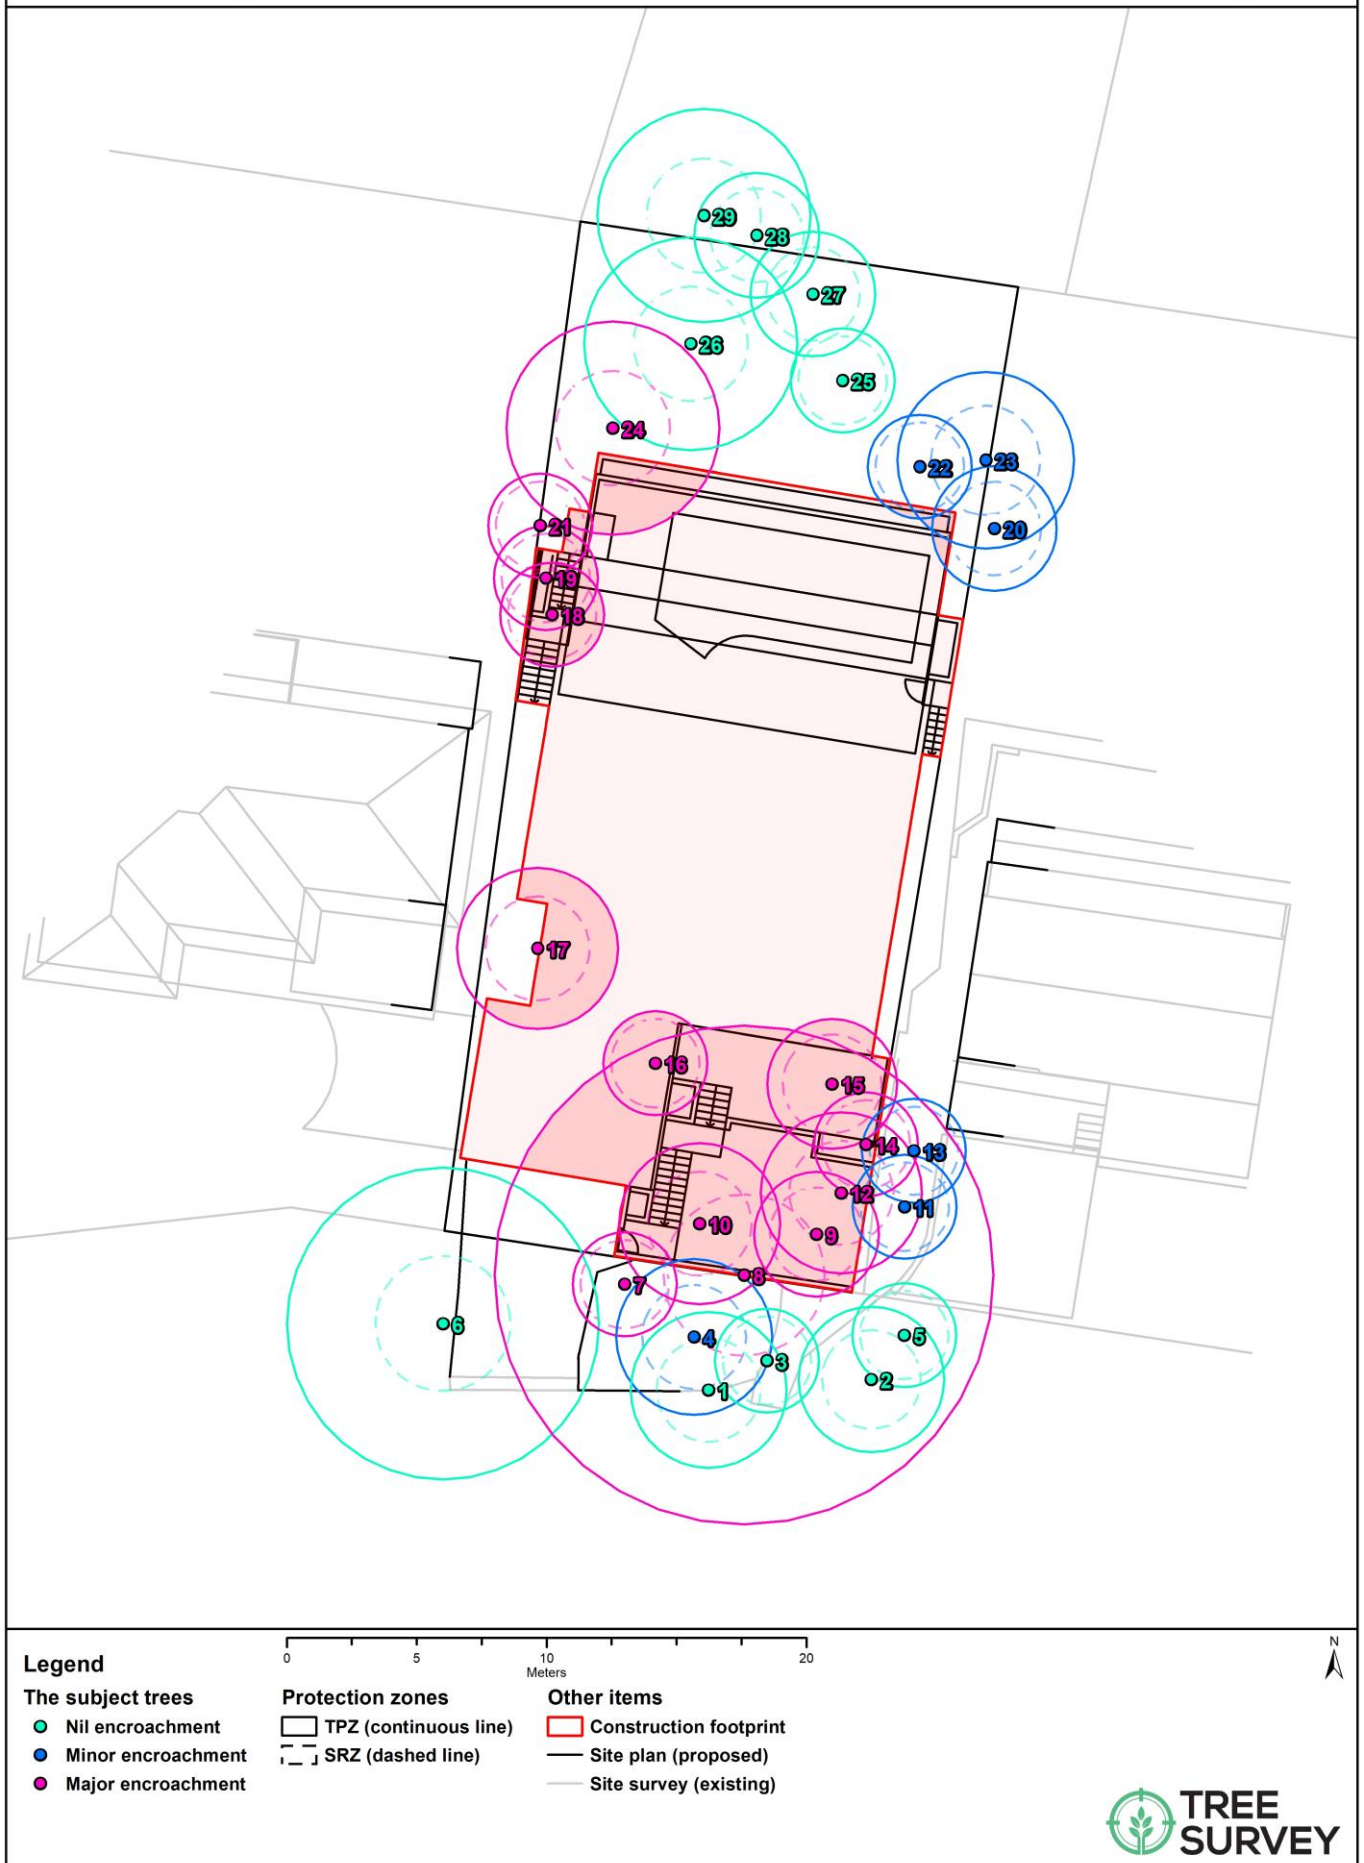 29
28
27
26
25
24
23
22
21
20
19
18
17
16
15
14
13
12
11
10
9
8
7
6
5
4
3
2
1
0 5 10 20
Meters
N
Legend
The subject trees
Nil encroachment
Minor encroachment
Major encroachment
Protection zones
TPZ (continuous line)
SRZ (dashed line)
Other items
Construction footprint
Site plan (proposed)
Site survey (existing)
TREE
SURVEY